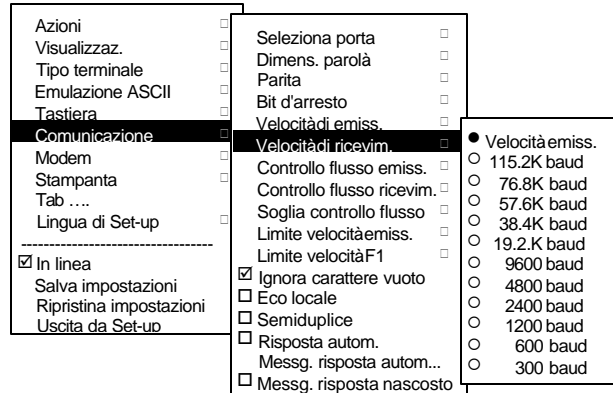 Azioni
Visualizzaz.
Tipo terminale
Emulazione ASCII
Tastiera
Comunicazione
Modem
Stampanta
Tab ....
Lingua di Set-up
----------------------------------
☑ In linea
Salva impostazioni
Ripristina impostazioni
Uscita da Set-up
Seleziona porta
Dimens. parolà
Parita
Bit d'arresto
Velocitàdi emiss.
Velocitàdi ricevim.
Controllo flusso emiss.
Controllo flusso ricevim.
Soglia controllo flusso
Limite velocitàemiss.
Limite velocitàF1
☑ Ignora carattere vuoto
☐ Eco locale
☐ Semiduplice
☐ Risposta autom.
Messg. risposta autom...
☐ Messg. risposta nascosto
● Velocitàemiss.
○ 115.2K baud
○ 76.8K baud
○ 57.6K baud
○ 38.4K baud
○ 19.2.K baud
○ 9600 baud
○ 4800 baud
○ 2400 baud
○ 1200 baud
○ 600 baud
○ 300 baud